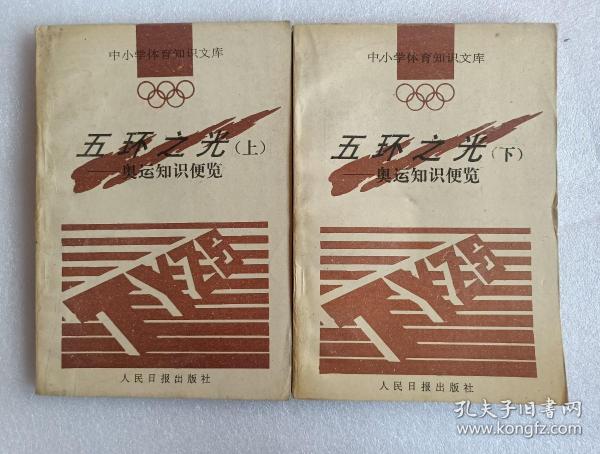 中小学体育知识文库
五环之光（上）
——奥运知识便览
人民日报出版社
中小学体育知识文库
五环之光（下）
——奥运知识便览
人民日报出版社
孔夫子旧书网
www.kongfz.com